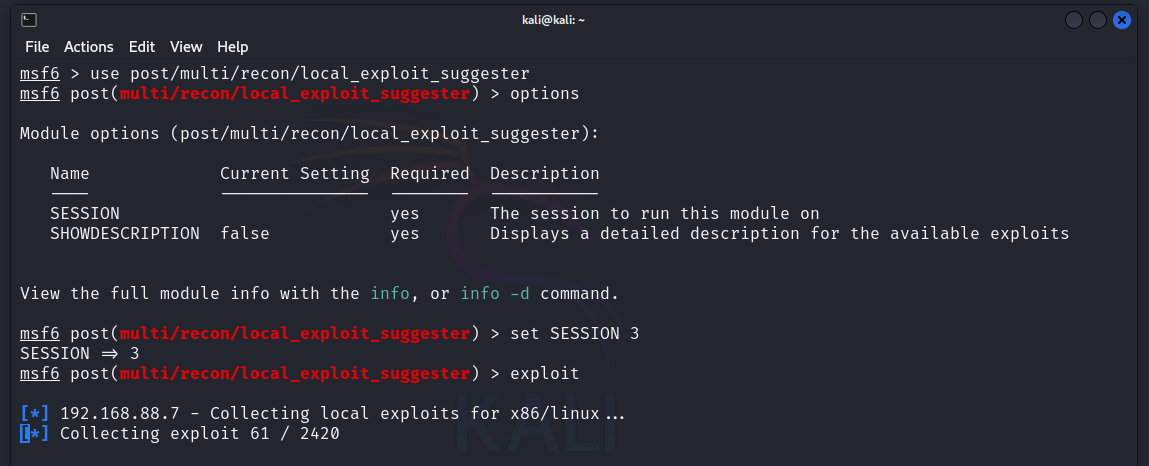 kali@kali: ~
File Actions Edit View Help
msf6 > use post/multi/recon/local_exploit_suggester
msf6 post(multi/recon/local_exploit_suggester) > options
Module options (post/multi/recon/local_exploit_suggester):
Name Current Setting Required Description
SESSION yes The session to run this module on
SHOWDESCRIPTION false yes Displays a detailed description for the available exploits
View the full module info with the info, or info -d command.
msf6 post(multi/recon/local_exploit_suggester) > set SESSION 3
SESSION => 3
msf6 post(multi/recon/local_exploit_suggester) > exploit
[*] 192.168.88.7 - Collecting local exploits for x86/linux...
[*] Collecting exploit 61 / 2420
KALI